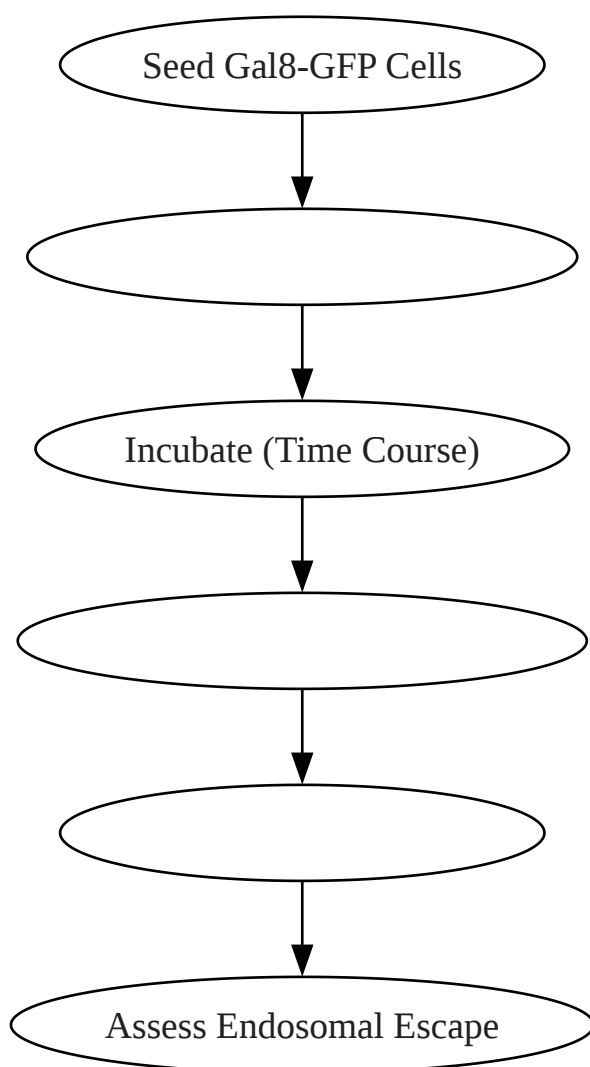 Seed Gal8-GFP Cells
Incubate (Time Course)
Assess Endosomal Escape